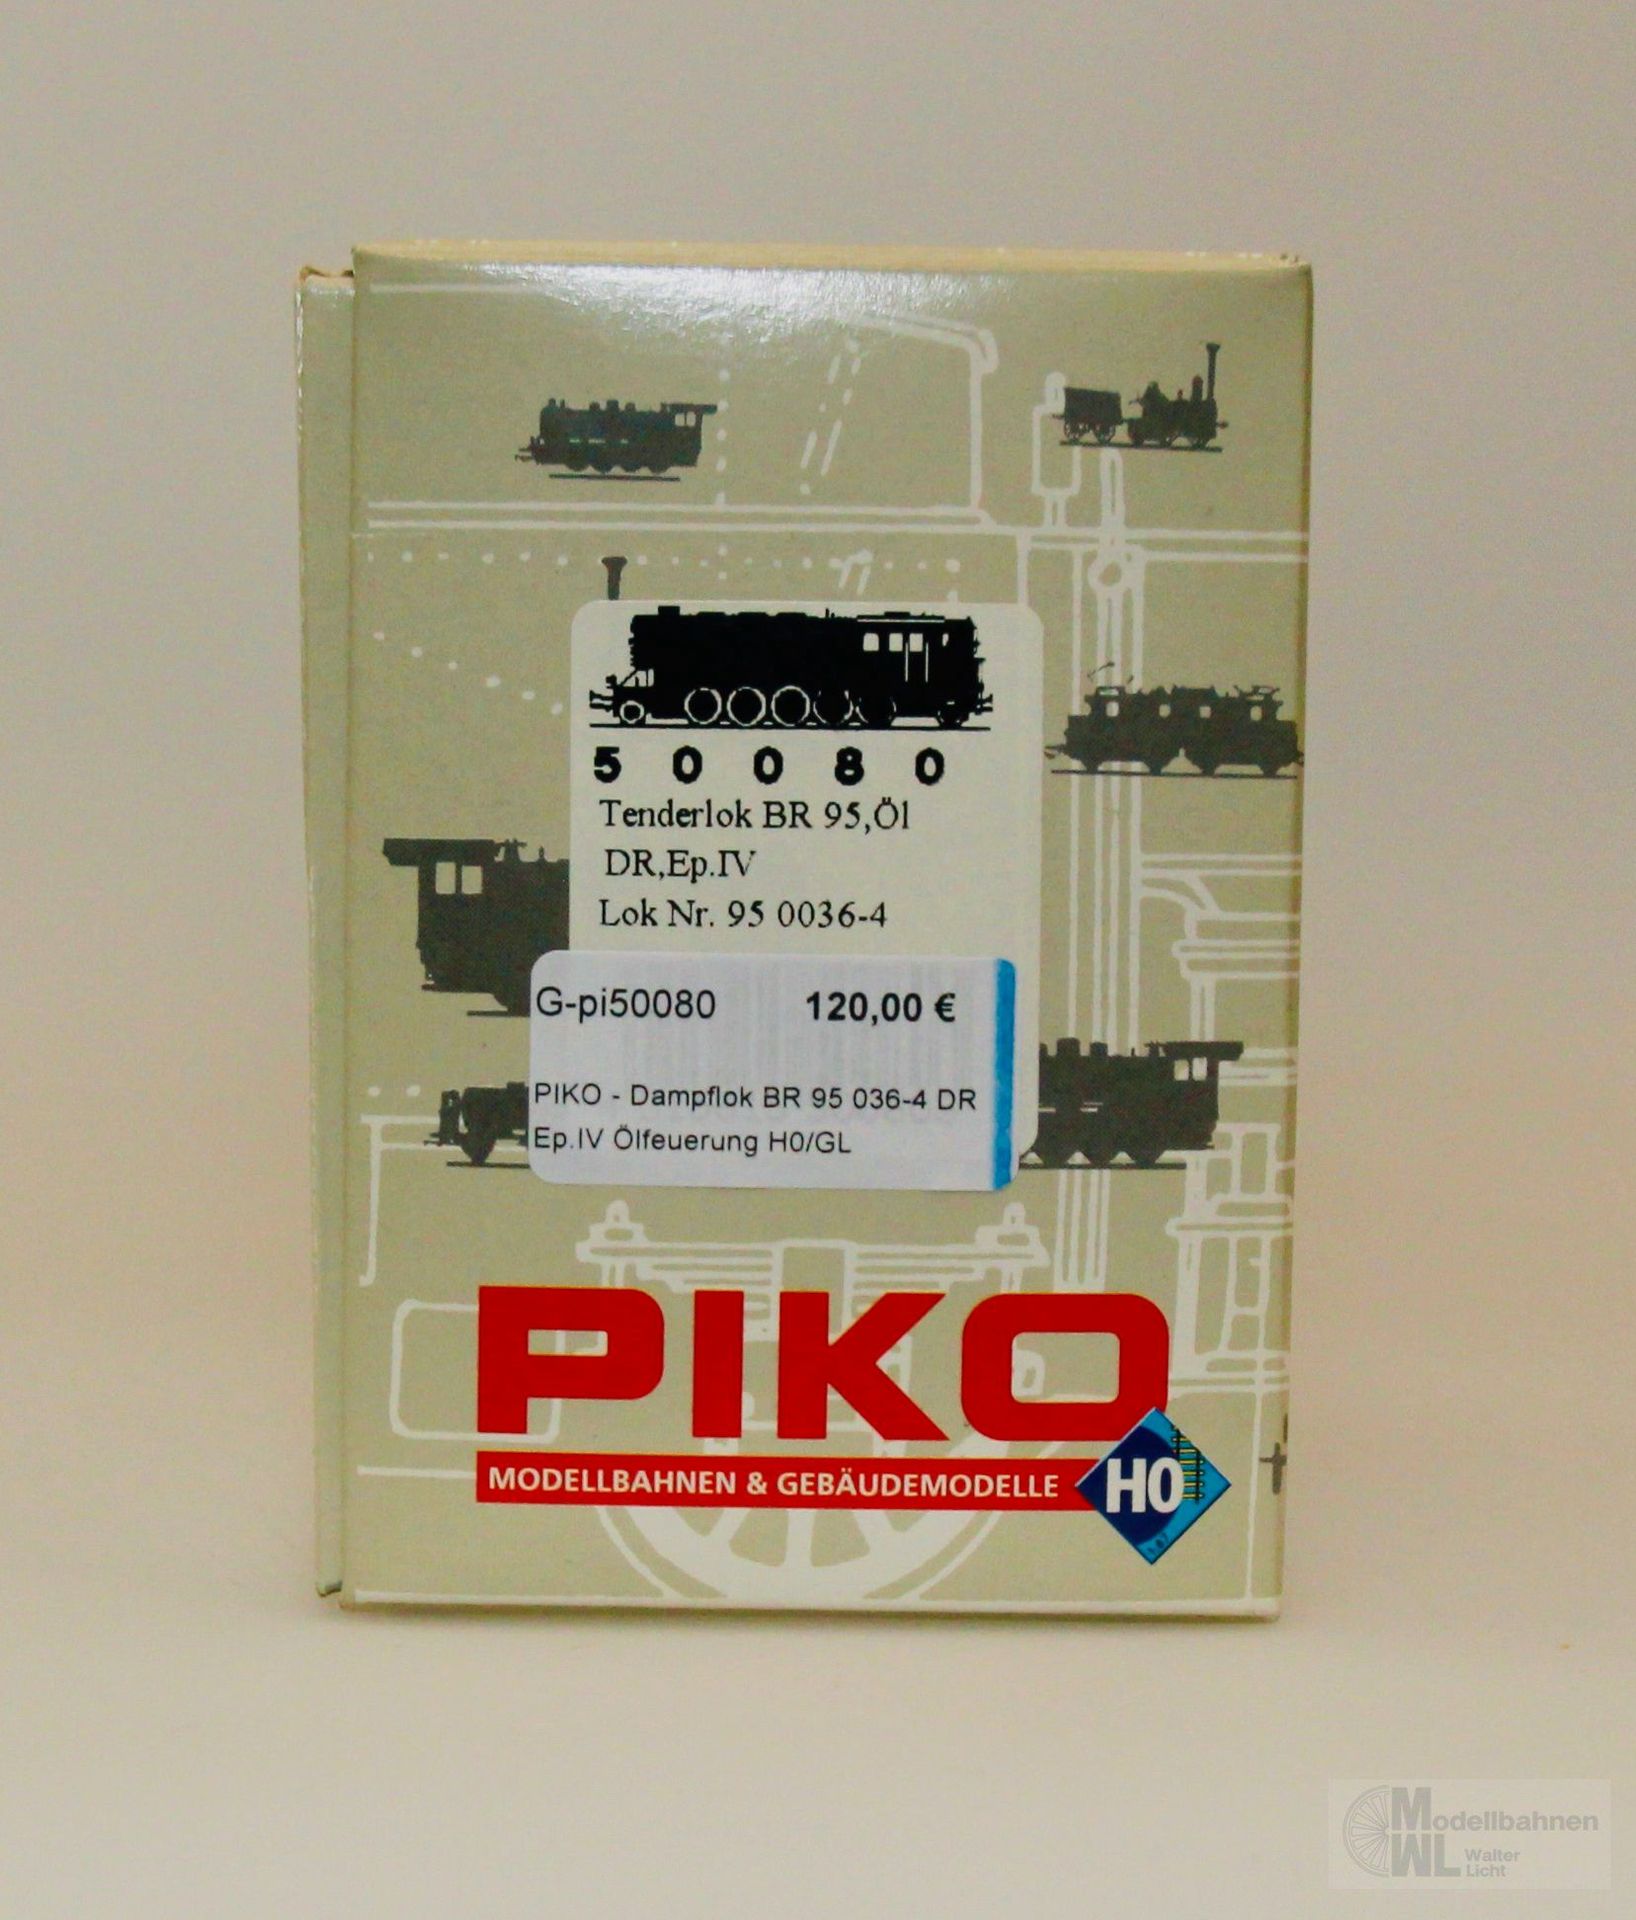 5 0 0 8 0
Tenderlok BR 95,Öl
DR,Ep.IV
Lok Nr. 95 0036-4
G-pi50080 120,00 €
PIKO - Dampflok BR 95 036-4 DR
Ep.IV Ölfeuerung H0/GL
PIKO
MODELLBAHNEN & GEBÄUDEMODELLE
H0
Modellbahnen
WL Walter
Licht